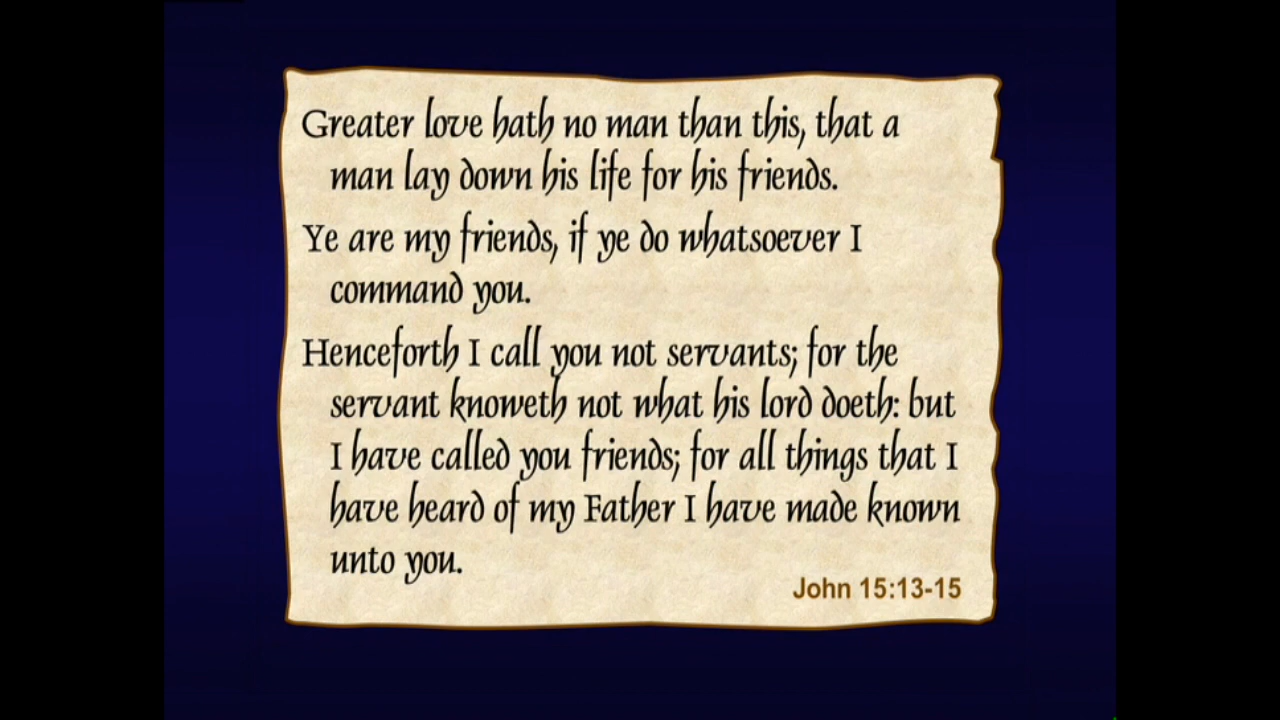 Greater love hath no man than this, that a
man lay down his life for his friends.
Ye are my friends, if ye do whatsoever I
command you.
Henceforth I call you not servants; for the
servant knoweth not what his lord doeth: but
I have called you friends; for all things that I
have heard of my Father I have made known
unto you.
John 15:13-15